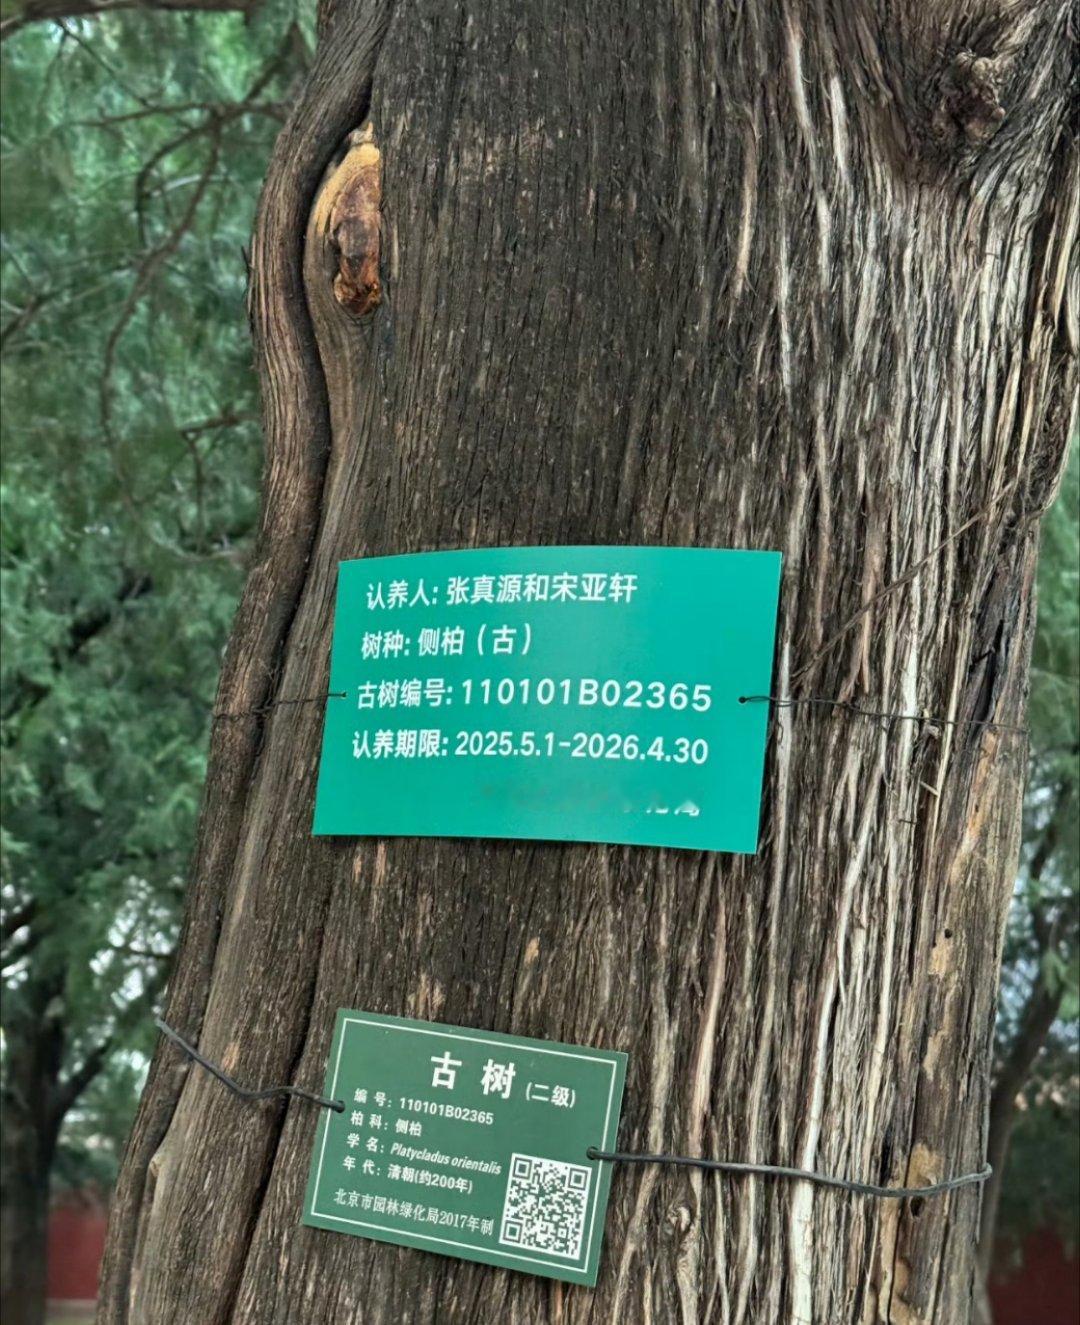 认养人: 张真源和宋亚轩
树种: 侧柏（古）
古树编号: 110101B02365
认养期限: 2025.5.1-2026.4.30
古 树 (二级)
编 号: 110101B02365
柏 科: 侧柏
学 名: Platycladus orientalis
年 代: 清朝(约200年)
北京市园林绿化局2017年制